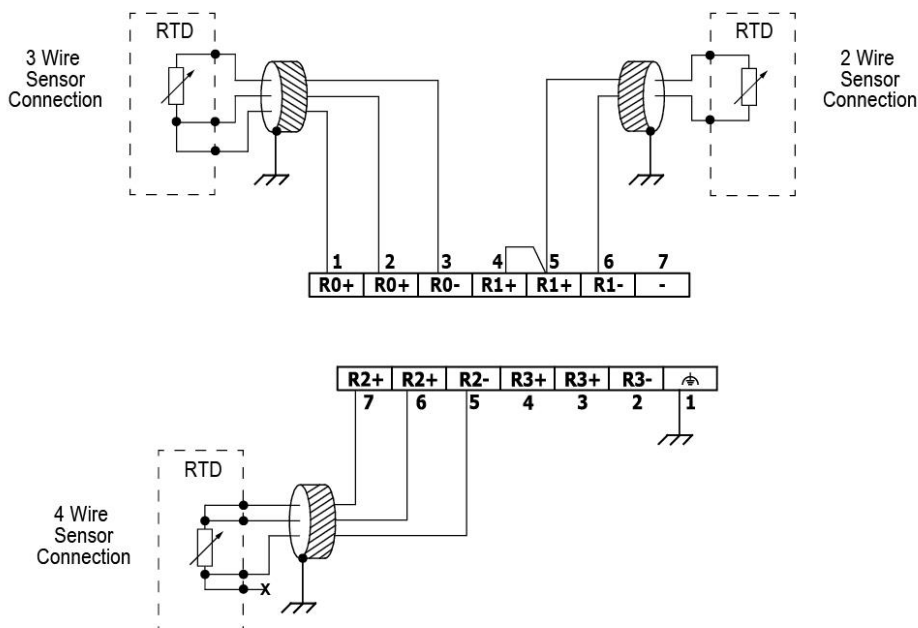 RTD
3 Wire
Sensor
Connection
RTD
2 Wire
Sensor
Connection
1 2 3 4 5 6 7
R0+ R0+ R0- R1+ R1+ R1- -
R2+ R2+ R2- R3+ R3+ R3-
7 6 5 4 3 2 1
RTD
4 Wire
Sensor
Connection
x